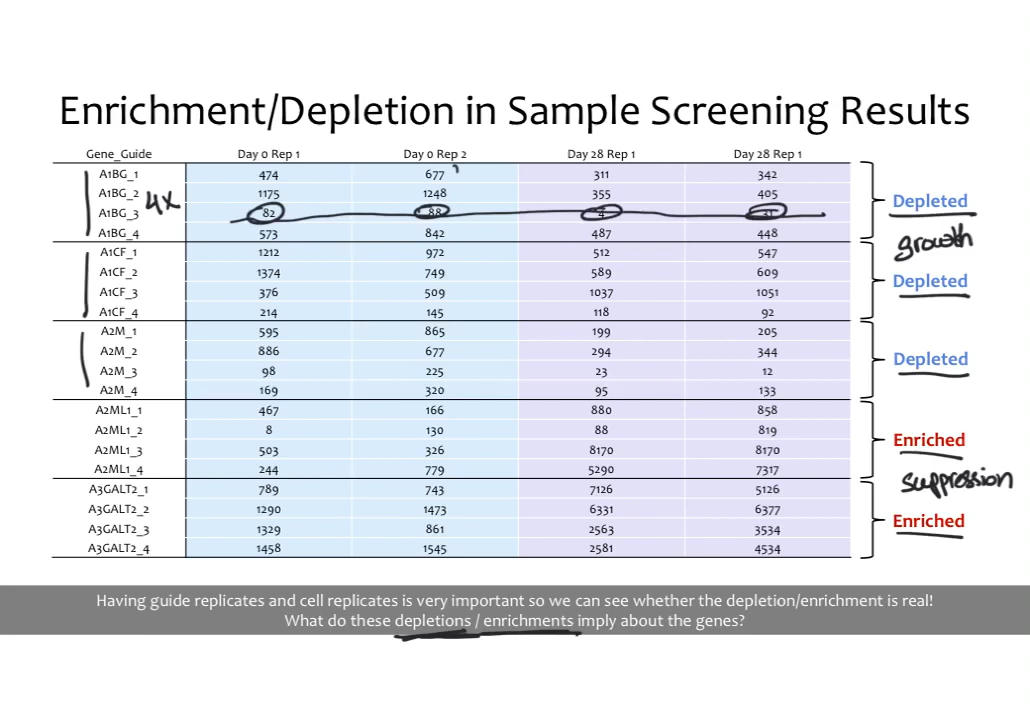 Enrichment/Depletion in Sample Screening Results
Gene_Guide Day 0 Rep 1 Day 0 Rep 2 Day 28 Rep 1 Day 28 Rep 1
A1BG_1 474 677 311 342
A1BG_2 1175 1248 355 405
4x
A1BG_3 82 88 4 31
A1BG_4 573 842 487 448
Depleted
growth
A1CF_1 1212 972 512 547
A1CF_2 1374 749 589 609
A1CF_3 376 509 1037 1051
A1CF_4 214 145 118 92
Depleted
A2M_1 595 865 199 205
A2M_2 886 677 294 344
A2M_3 98 225 23 12
A2M_4 169 320 95 133
Depleted
A2ML1_1 467 166 880 858
A2ML1_2 8 130 88 819
A2ML1_3 503 326 8170 8170
A2ML1_4 244 779 5290 7317
Enriched
suppression
A3GALT2_1 789 743 7126 5126
A3GALT2_2 1290 1473 6331 6377
A3GALT2_3 1329 861 2563 3534
A3GALT2_4 1458 1545 2581 4534
Enriched
Having guide replicates and cell replicates is very important so we can see whether the depletion/enrichment is real!
What do these depletions / enrichments imply about the genes?